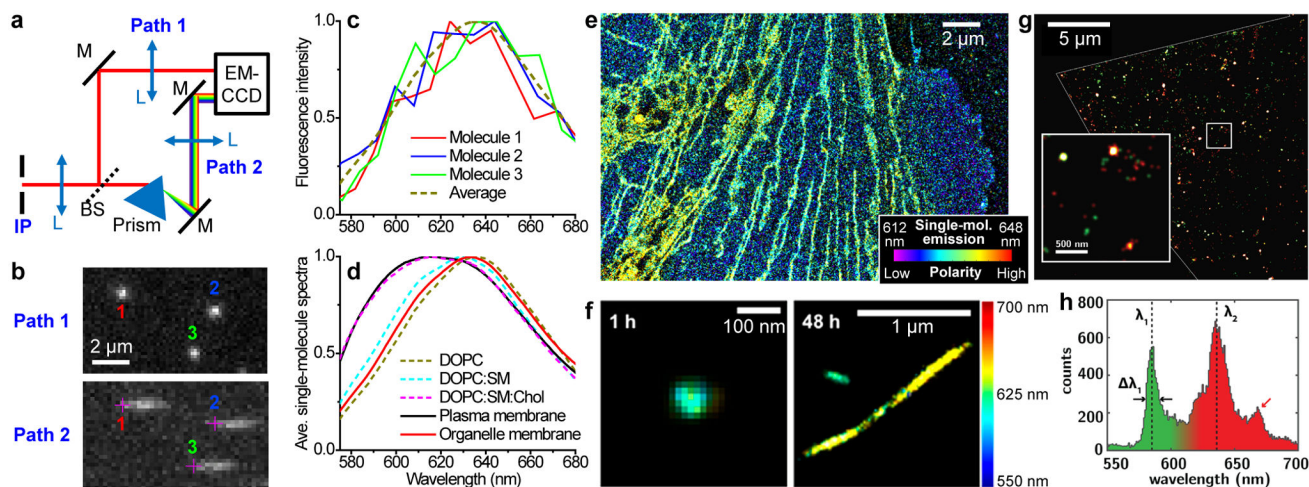 a
Path 1
M
L
M
EM-
CCD
L
Path 2
L
BS
Prism
M
IP
b
Path 1
1
2
3
2 µm
Path 2
1
2
3
c
Fluorescence intensity
1.0
0.5
0.0
Molecule 1
Molecule 2
Molecule 3
Average
580 600 620 640 660 680
d
Ave. single-molecule spectra
1.0
0.5
0.0
DOPC
DOPC:SM
DOPC:SM:Chol
Plasma membrane
Organelle membrane
580 600 620 640 660 680
Wavelength (nm)
e
2 µm
612 nm
Single-mol. emission
648 nm
Low
Polarity
High
f
1 h
100 nm
48 h
1 µm
700 nm
625 nm
550 nm
g
5 µm
500 nm
h
counts
800
600
400
200
0
λ1
λ2
Δλ1
550 600 650 700
wavelength (nm)